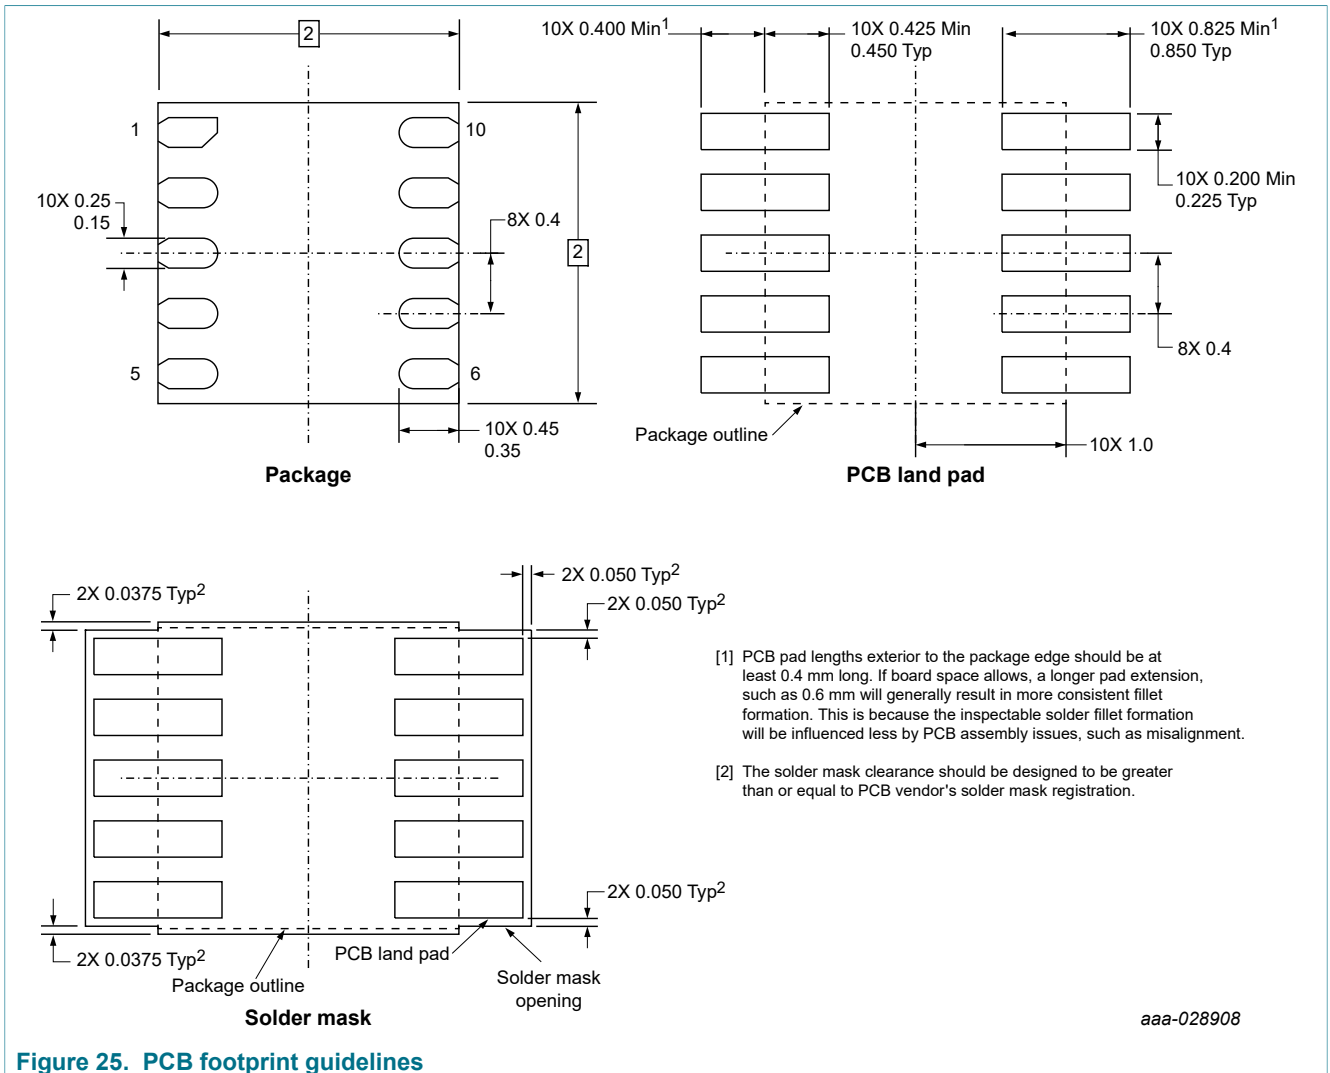 2
1
10
10X 0.25
0.15
8X 0.4
2
5
6
10X 0.45
0.35
Package
10X 0.400 Min1
10X 0.425 Min
0.450 Typ
10X 0.825 Min1
0.850 Typ
10X 0.200 Min
0.225 Typ
8X 0.4
Package outline
10X 1.0
PCB land pad
2X 0.0375 Typ2
2X 0.050 Typ2
2X 0.050 Typ2
2X 0.050 Typ2
2X 0.0375 Typ2
Package outline
PCB land pad
Solder mask
opening
Solder mask
[1] PCB pad lengths exterior to the package edge should be at
least 0.4 mm long. If board space allows, a longer pad extension,
such as 0.6 mm will generally result in more consistent fillet
formation. This is because the inspectable solder fillet formation
will be influenced less by PCB assembly issues, such as misalignment.
[2] The solder mask clearance should be designed to be greater
than or equal to PCB vendor's solder mask registration.
aaa-028908
Figure 25. PCB footprint guidelines